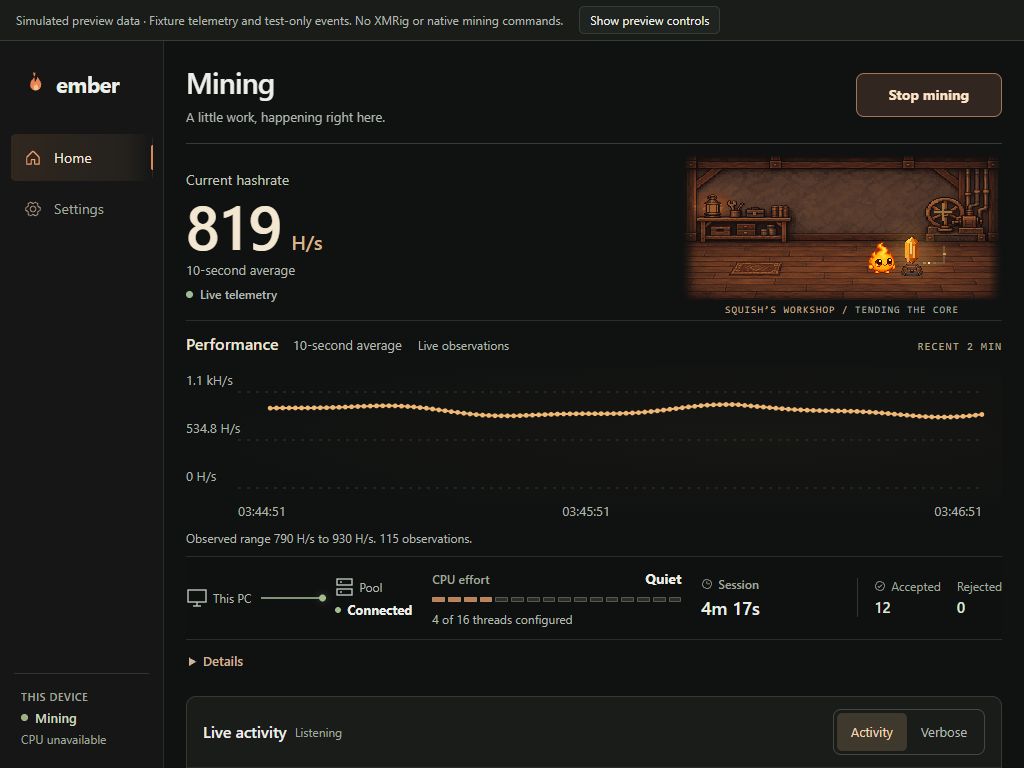 Simulated preview data · Fixture telemetry and test-only events. No XMRig or native mining commands.
Show preview controls
ember
Home
Settings
THIS DEVICE
Mining
CPU unavailable
Mining
A little work, happening right here.
Stop mining
Current hashrate
819 H/s
10-second average
Live telemetry
SQUISH'S WORKSHOP / TENDING THE CORE
Performance 10-second average Live observations
RECENT 2 MIN
1.1 kH/s
534.8 H/s
0 H/s
03:44:51 03:45:51 03:46:51
Observed range 790 H/s to 930 H/s. 115 observations.
This PC
Pool
Connected
CPU effort Quiet
4 of 16 threads configured
Session
4m 17s
Accepted
12
Rejected
0
Details
Live activity Listening
Activity Verbose